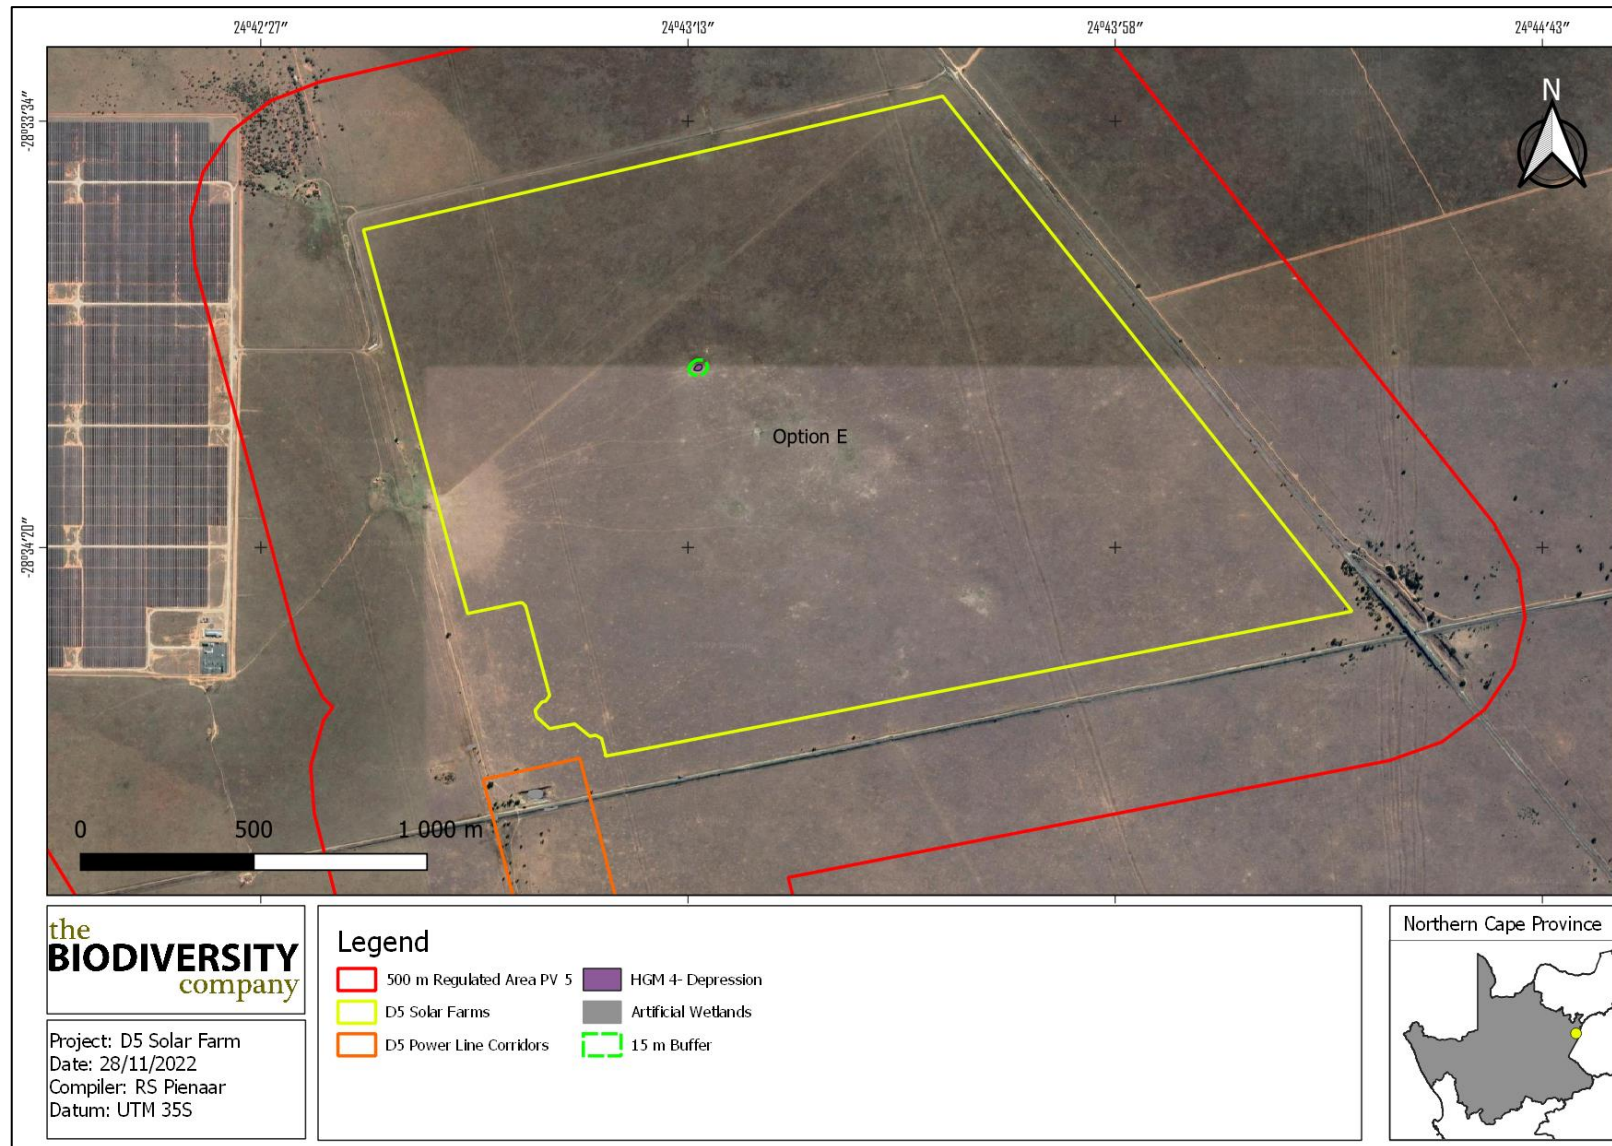 24°42'27" 24°43'13" 24°43'58" 24°44'43"
-28°33'34"
N
Option E
-28°34'20"
0 500 1 000 m
the
BIODIVERSITY
company
Project: D5 Solar Farm
Date: 28/11/2022
Compiler: RS Pienaar
Datum: UTM 35S
Legend
500 m Regulated Area PV 5
D5 Solar Farms
D5 Power Line Corridors
HGM 4- Depression
Artificial Wetlands
15 m Buffer
Northern Cape Province